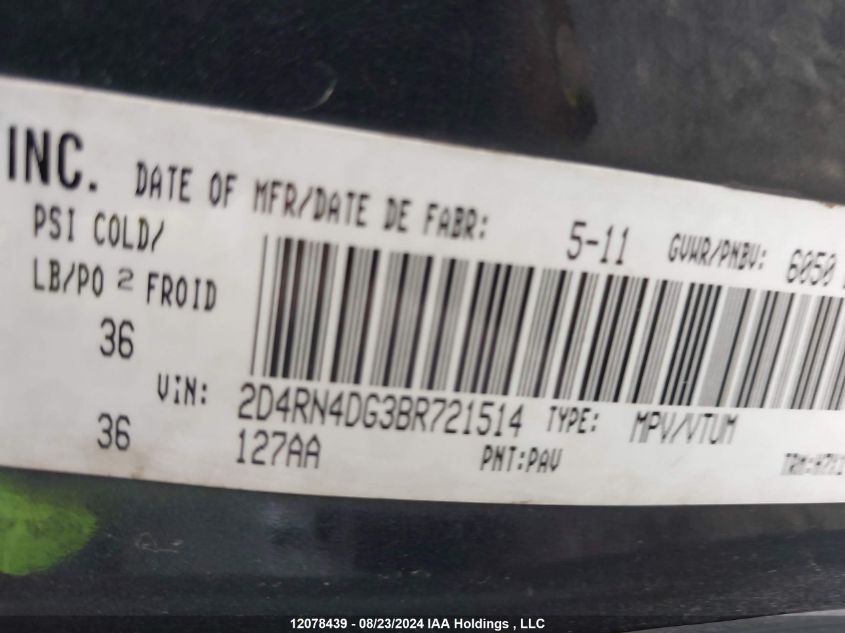 INC. DATE OF MFR/DATE DE FABR: 5-11 GVWR/PNBV: 6050
PSI COLD/
LB/PO 2 FROID
36
VIN: 2D4RN4DG3BR721514 TYPE: MPV/VTUM
36 127AA PNT:PAV
12078439 - 08/23/2024 IAA Holdings , LLC